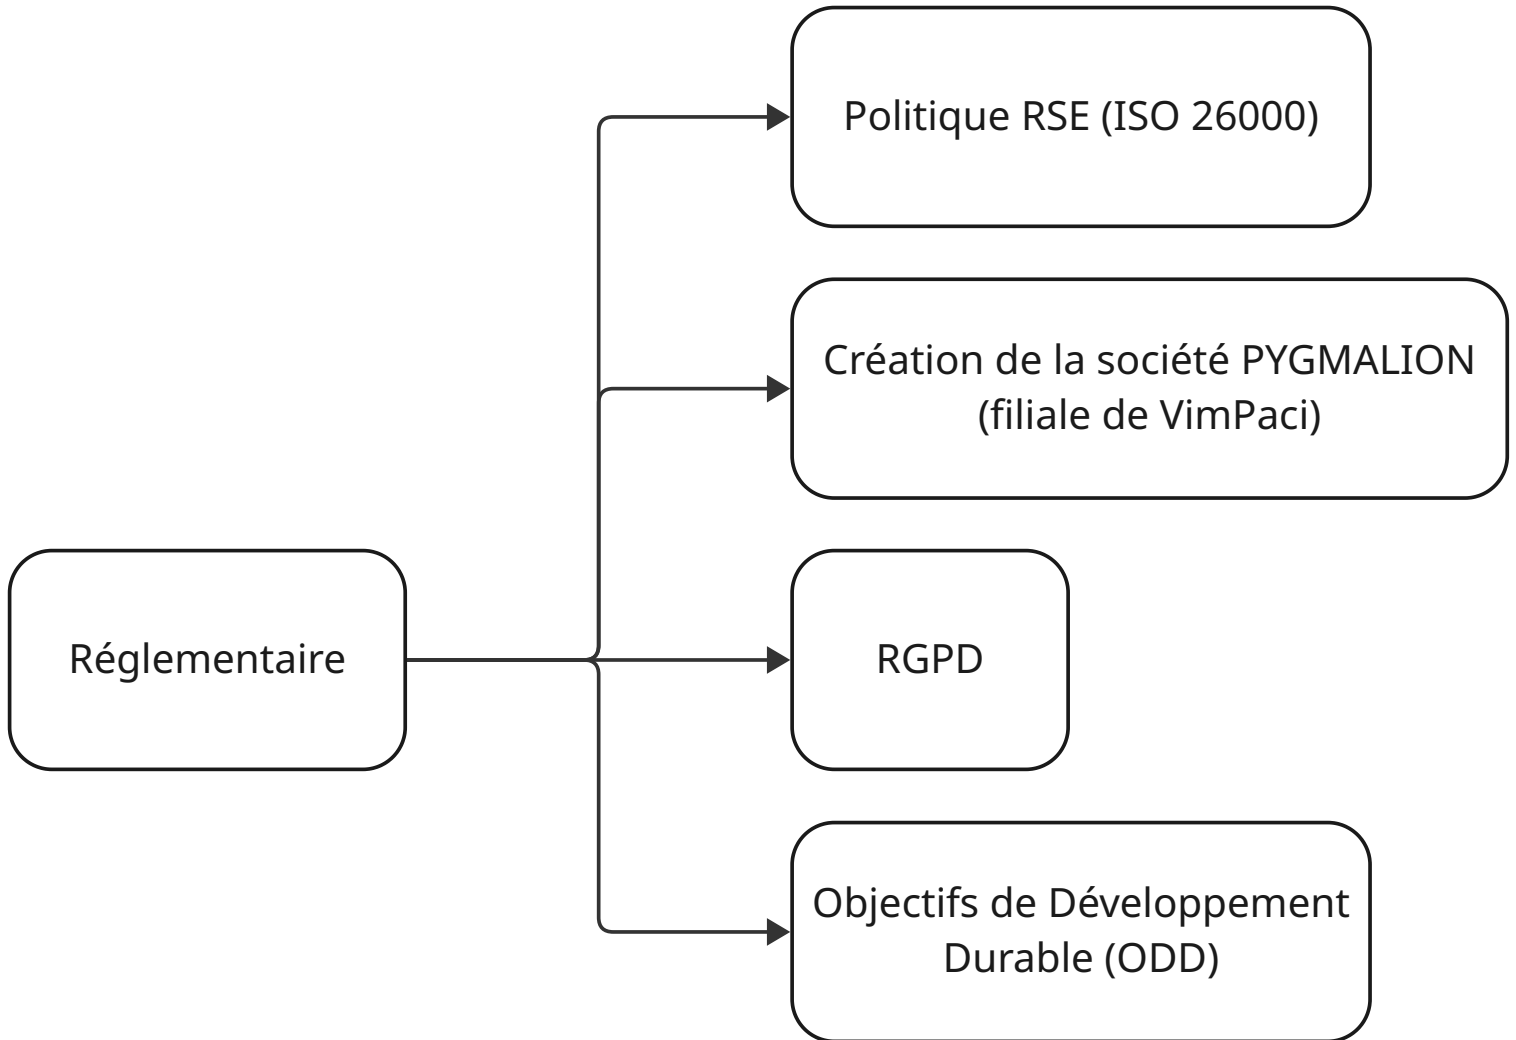 Politique RSE (ISO 26000)
Création de la société PYGMALION
(filiale de VimPaci)
Réglementaire
RGPD
Objectifs de Développement
Durable (ODD)